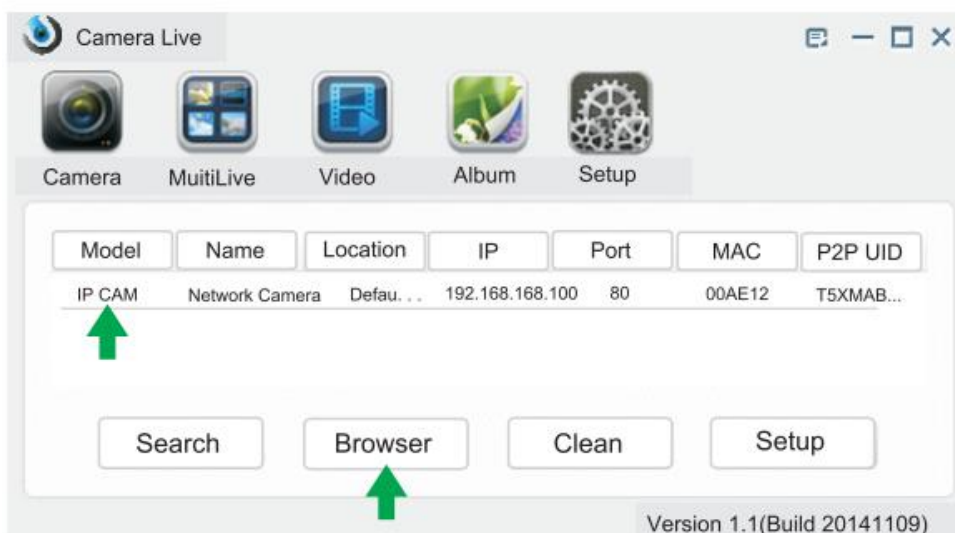 Camera Live
Camera MuitiLive Video Album Setup
Model Name Location IP Port MAC P2P UID
IP CAM Network Camera Defau. . . 192.168.168.100 80 00AE12 T5XMAB...
Search Browser Clean Setup
Version 1.1(Build 20141109)